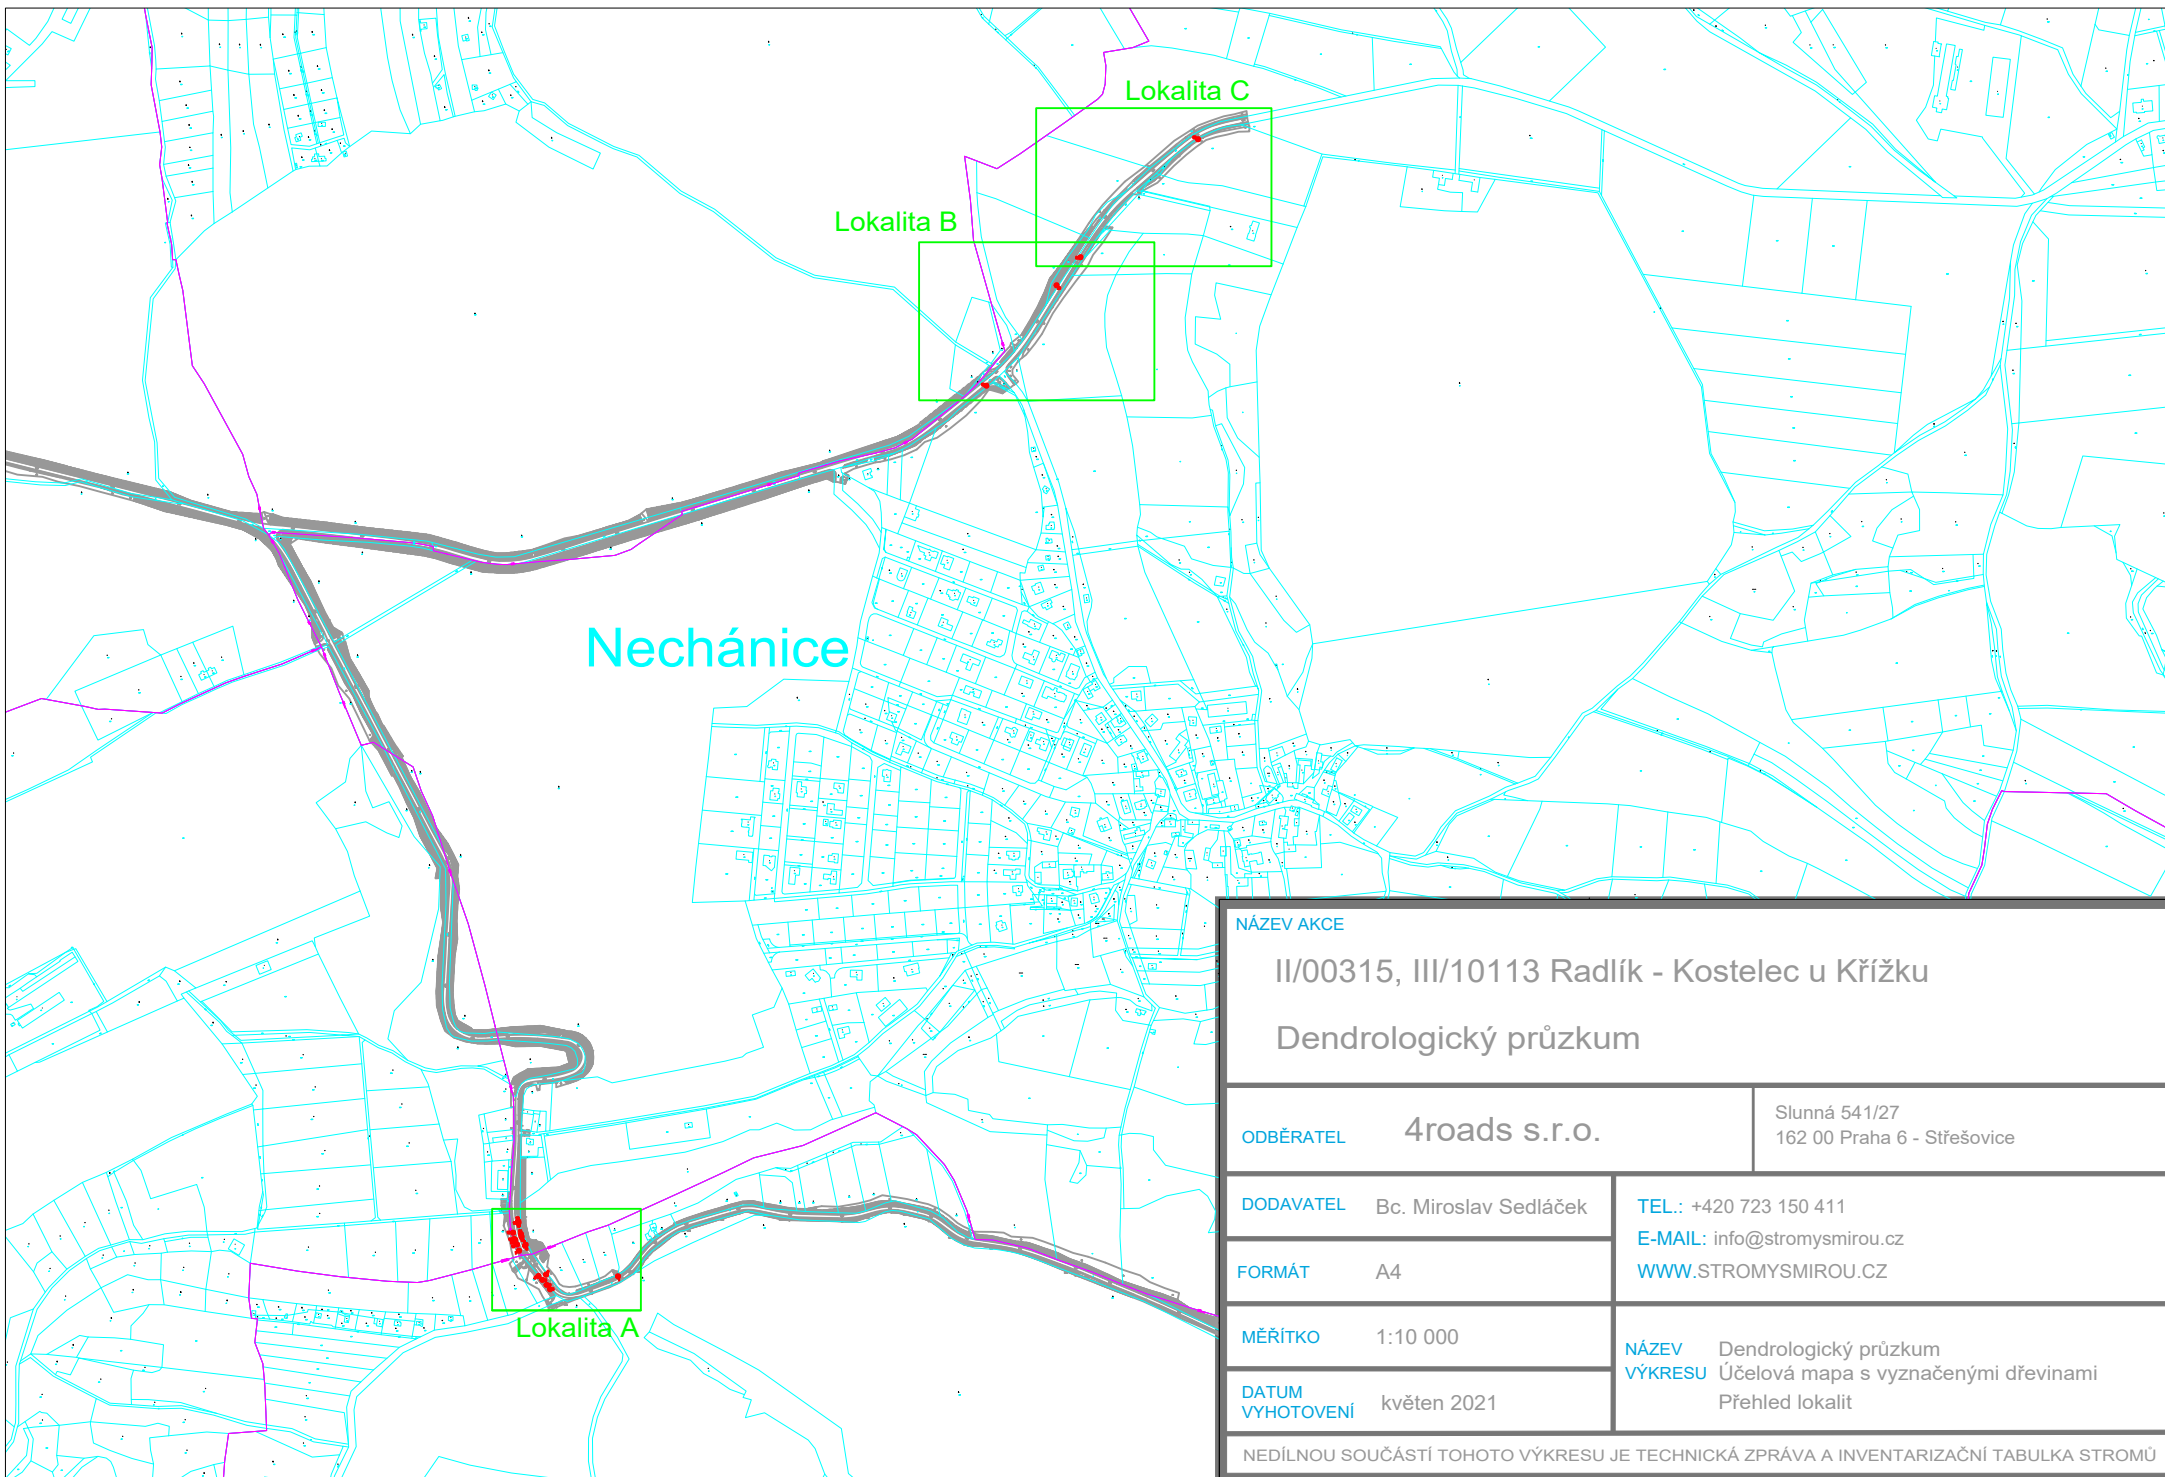 Lokalita C
Lokalita B
Nechánice
Lokalita A
NÁZEV AKCE
II/00315, III/10113 Radlík - Kostelec u Křížku
Dendrologický průzkum
ODBĚRATEL 4roads s.r.o.
Slunná 541/27
162 00 Praha 6 - Střešovice
DODAVATEL Bc. Miroslav Sedláček
TEL.: +420 723 150 411
E-MAIL: info@stromysmirou.cz
WWW.STROMYSMIROU.CZ
FORMÁT A4
MĚŘÍTKO 1:10 000
DATUM
VYHOTOVENÍ květen 2021
NÁZEV Dendrologický průzkum
VÝKRESU Účelová mapa s vyznačenými dřevinami
Přehled lokalit
NEDÍLNOU SOUČÁSTÍ TOHOTO VÝKRESU JE TECHNICKÁ ZPRÁVA A INVENTARIZAČNÍ TABULKA STROMŮ